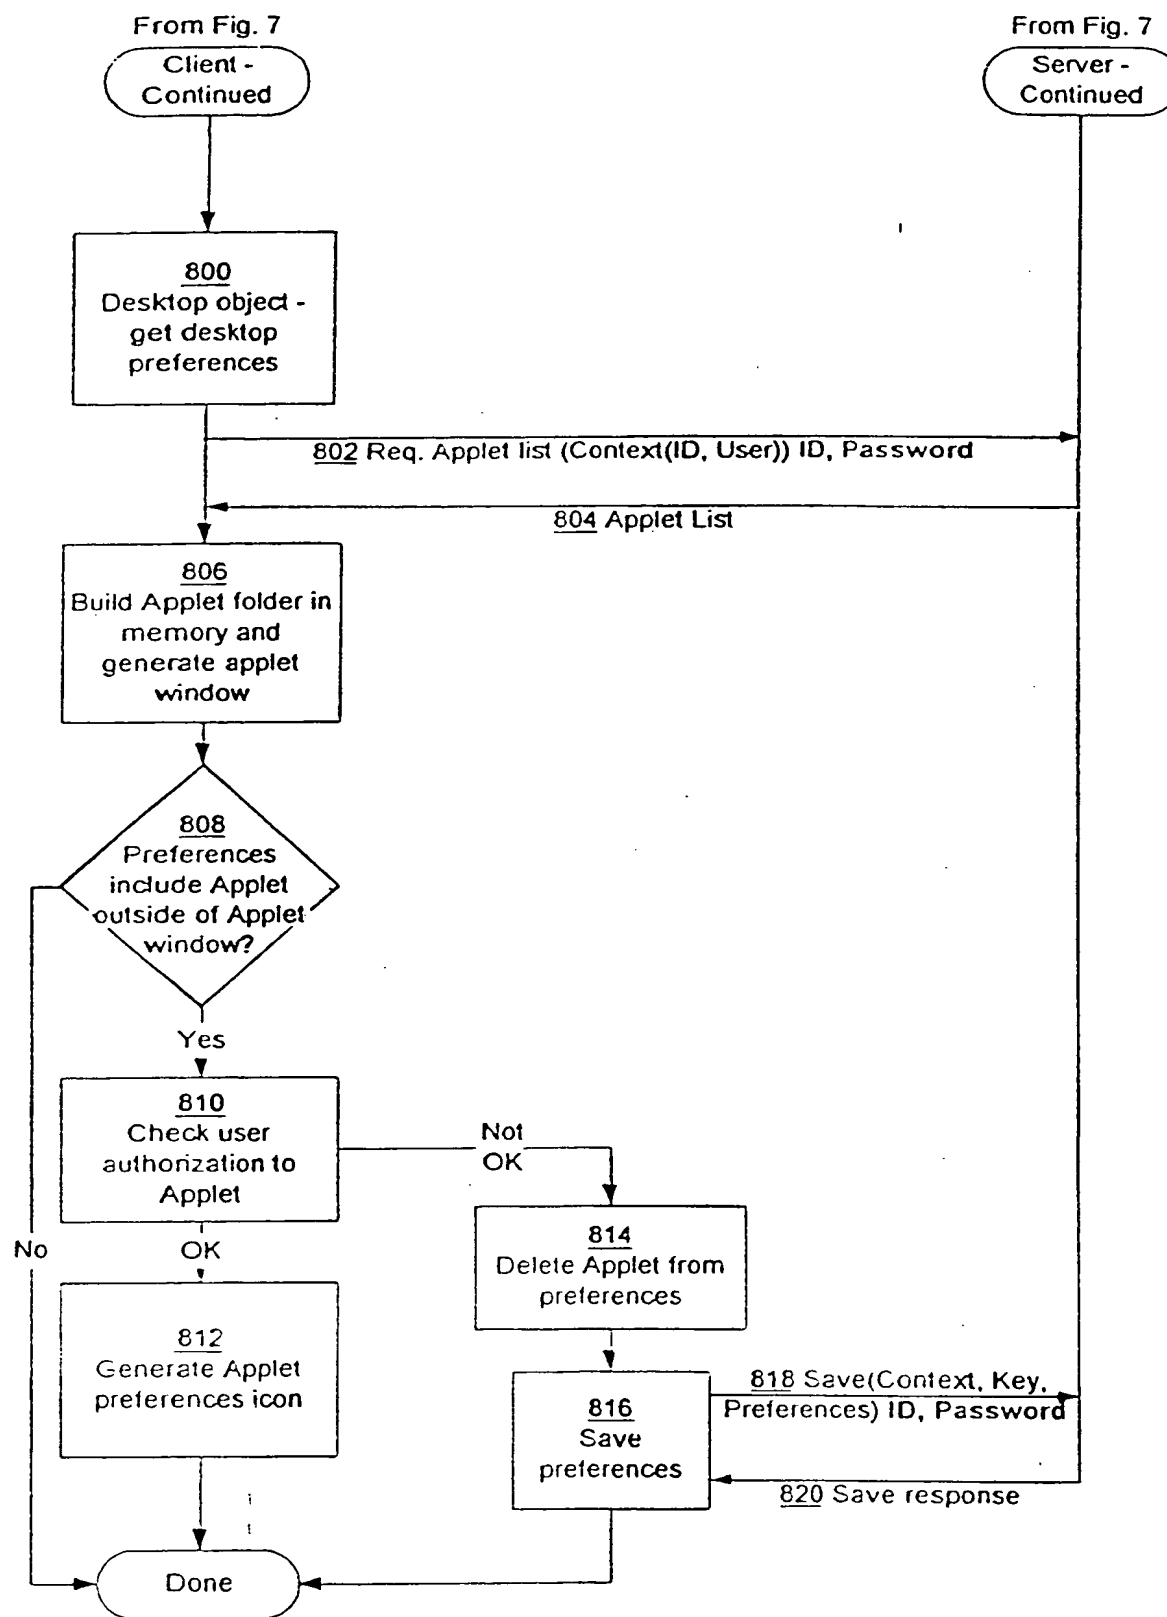 From Fig. 7
Client -
Continued
From Fig. 7
Server -
Continued
800
Desktop object -
get desktop
preferences
802 Req. Applet list (Context(ID, User)) ID, Password
804 Applet List
806
Build Applet folder in
memory and
generate applet
window
808
Preferences
include Applet
outside of Applet
window?
Yes
No
810
Check user
authorization to
Applet
Not
OK
OK
812
Generate Applet
preferences icon
814
Delete Applet from
preferences
816
Save
preferences
818 Save(Context, Key,
Preferences) ID, Password
820 Save response
Done